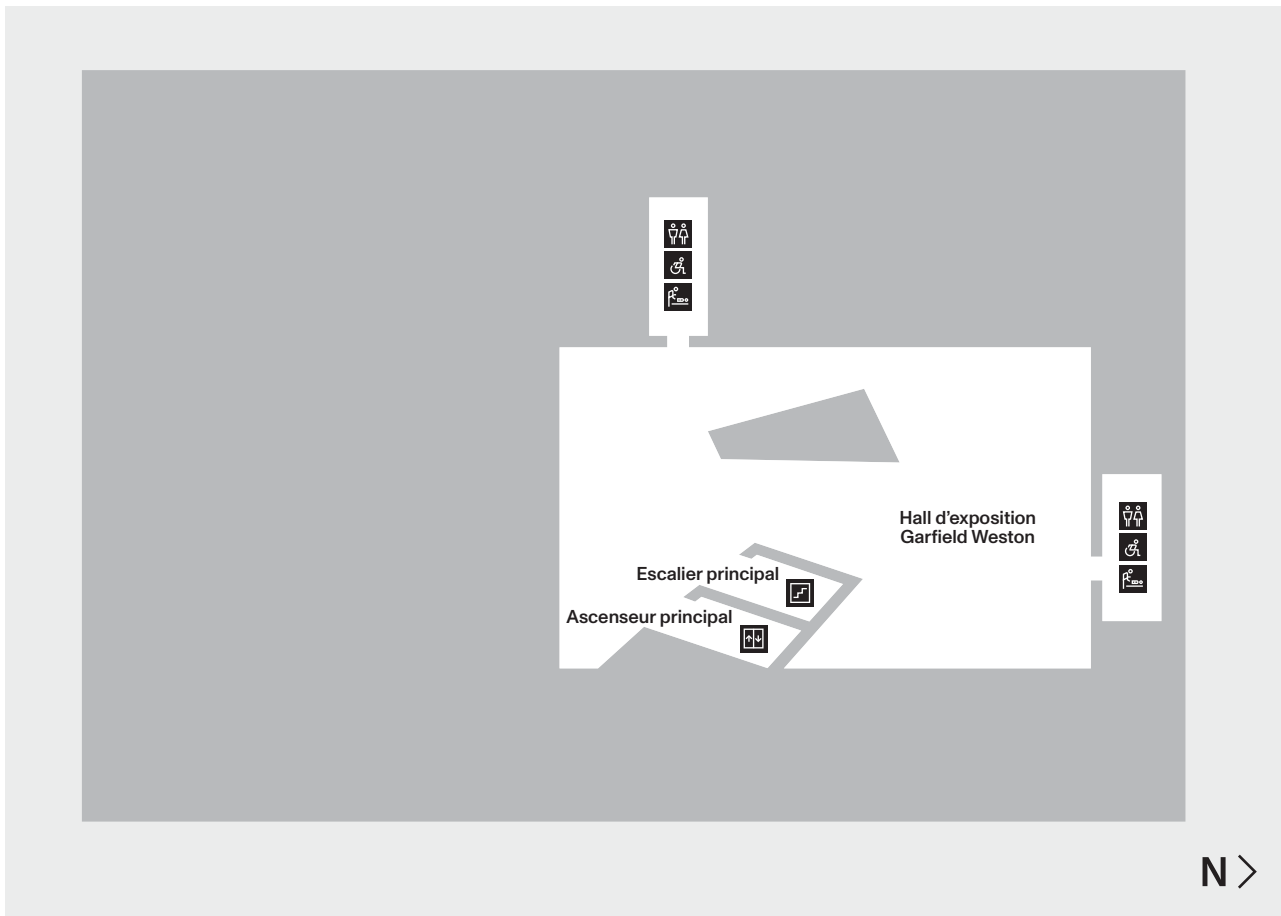 Hall d’exposition
Garfield Weston
Escalier principal
Ascenseur principal
N